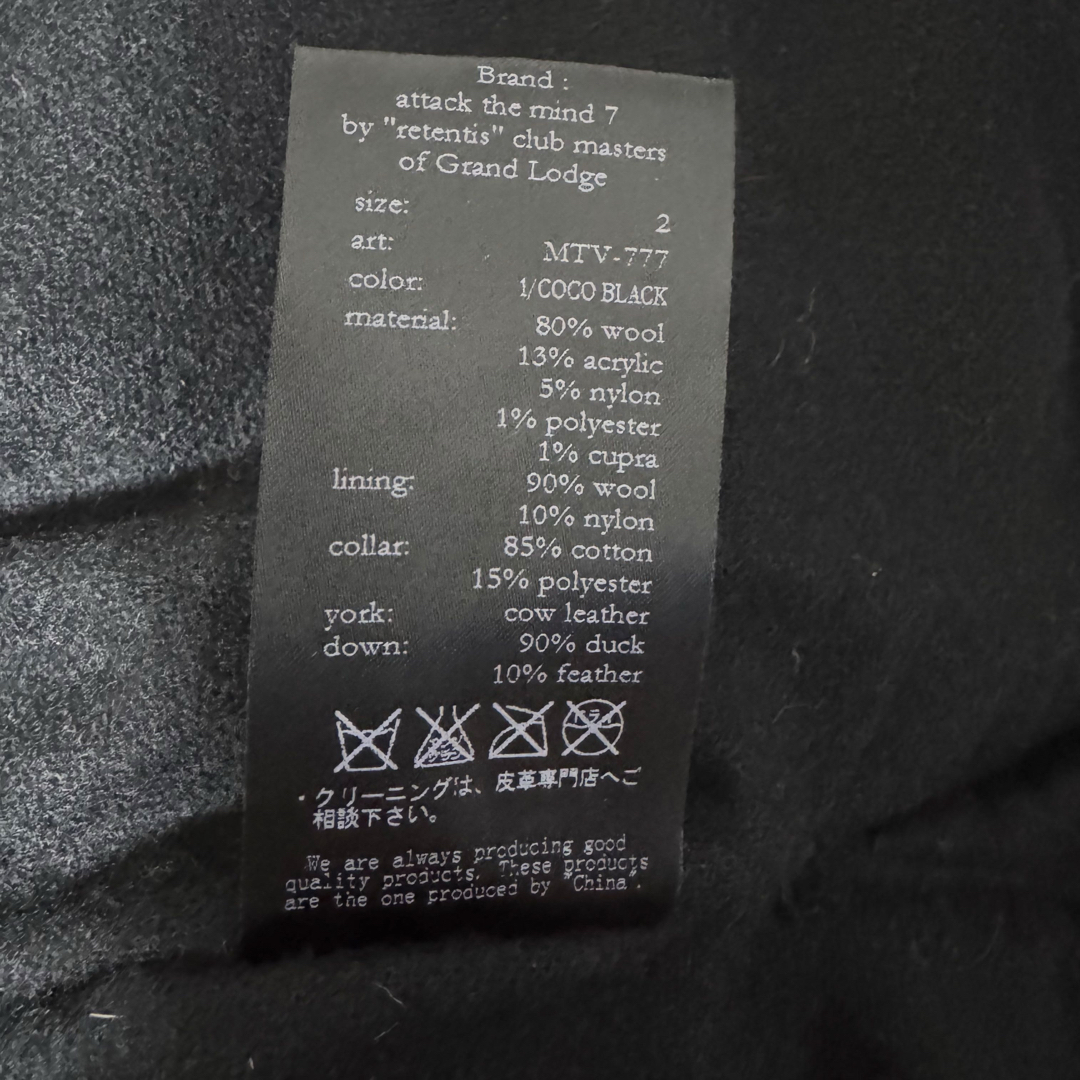 Brand :
attack the mind 7
by "retentis" club masters
of Grand Lodge
size: 2
art: MTV-777
color: 1/COCO BLACK
material: 80% wool
13% acrylic
5% nylon
1% polyester
1% cupra
lining: 90% wool
10% nylon
collar: 85% cotton
15% polyester
york: cow leather
down: 90% duck
10% feather
・クリーニングは、皮革専門店へご
相談下さい。
We are always producing good
quality products. These products
are the one produced by "China".